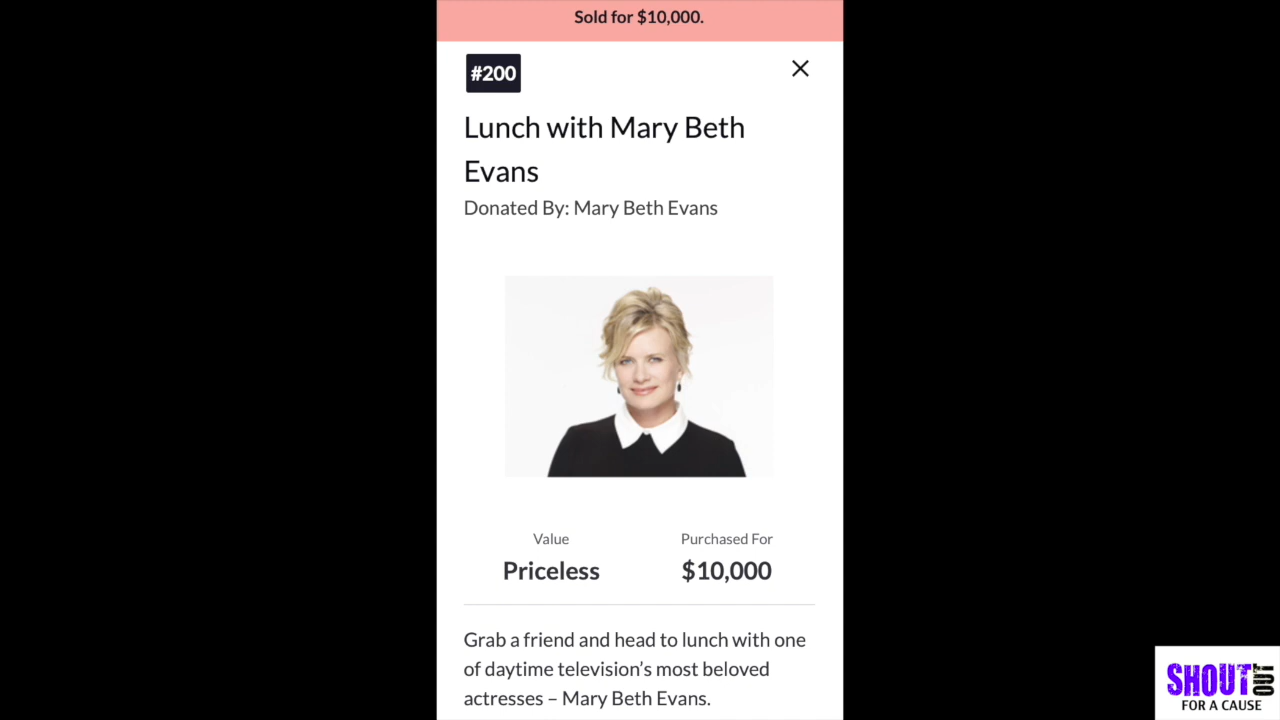 Sold for $10,000.
#200
Lunch with Mary Beth
Evans
Donated By: Mary Beth Evans
Value
Purchased For
Priceless
$10,000
Grab a friend and head to lunch with one
of daytime television’s most beloved
actresses – Mary Beth Evans.
SHOUT OUT
FOR A CAUSE